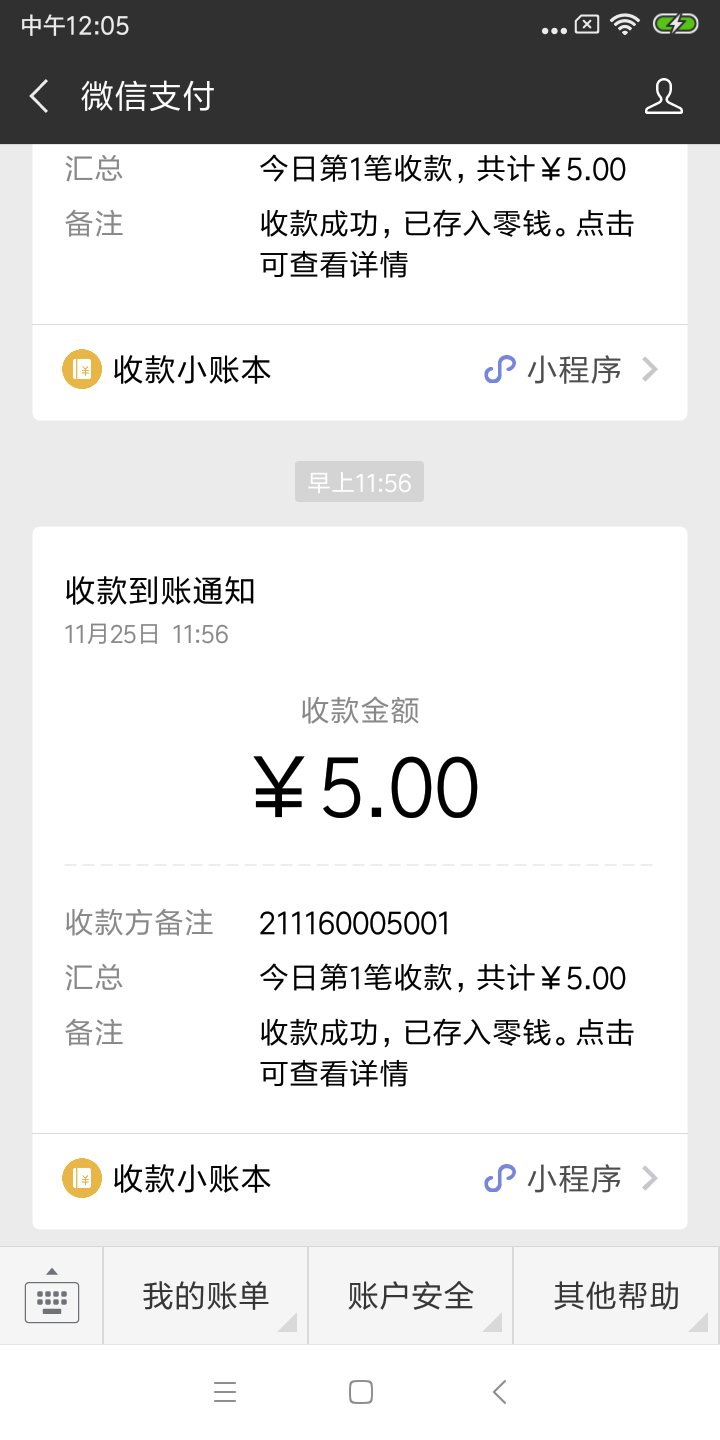 中午12:05
微信支付
汇总 今日第1笔收款，共计￥5.00
备注 收款成功，已存入零钱。点击
可查看详情
收款小账本 小程序
早上11:56
收款到账通知
11月25日 11:56
收款金额
￥5.00
收款方备注 211160005001
汇总 今日第1笔收款，共计￥5.00
备注 收款成功，已存入零钱。点击
可查看详情
收款小账本 小程序
我的账单 账户安全 其他帮助